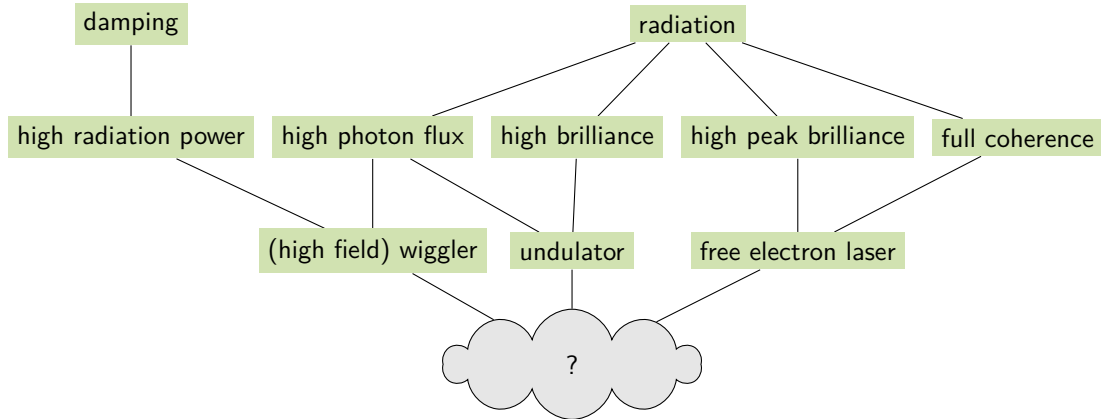 damping
radiation
high radiation power
high photon flux
high brilliance
high peak brilliance
full coherence
(high field) wiggler
undulator
free electron laser
?